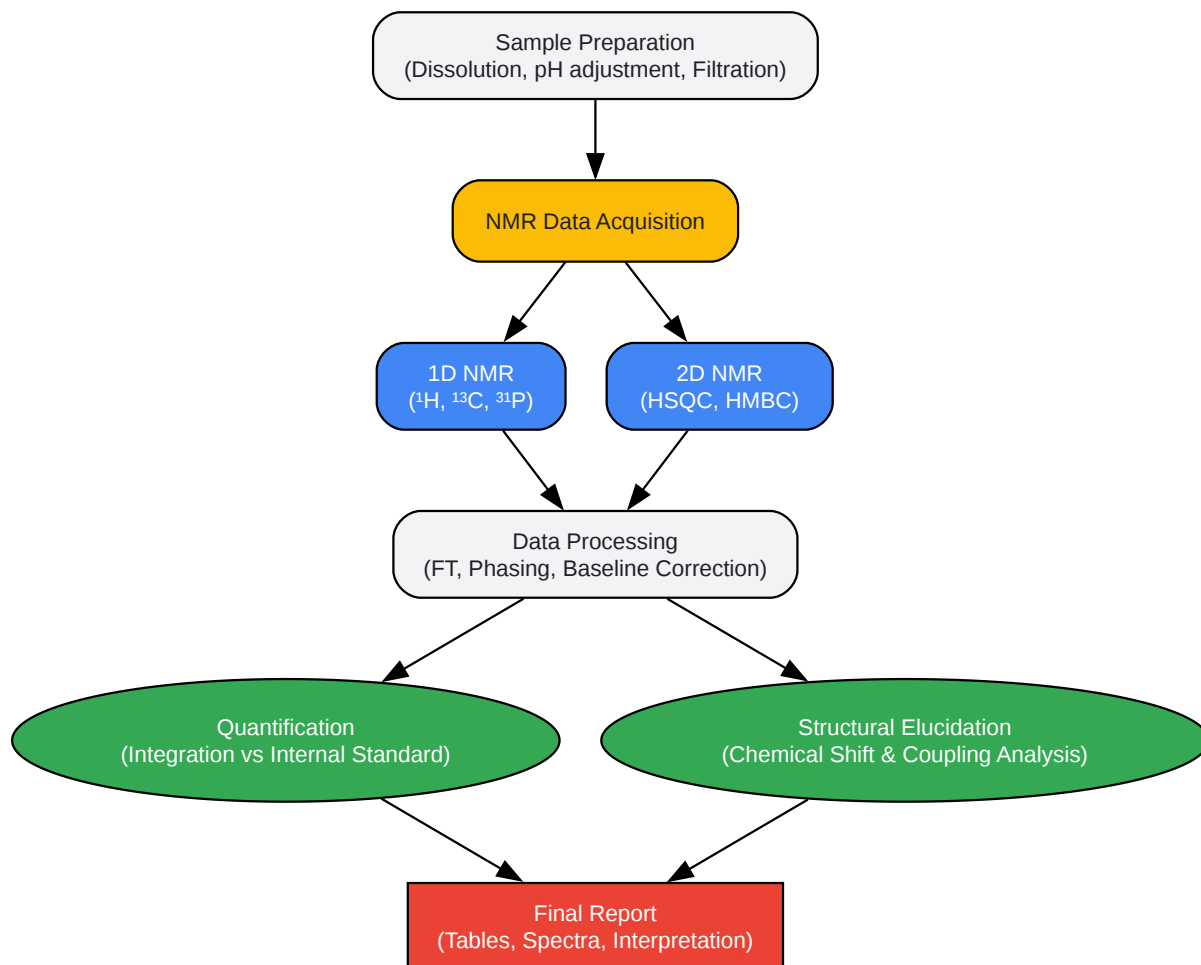 Sample Preparation
(Dissolution, pH adjustment, Filtration)
NMR Data Acquisition
1D NMR
(¹H, ¹³C, ³¹P)
2D NMR
(HSQC, HMBC)
Data Processing
(FT, Phasing, Baseline Correction)
Quantification
(Integration vs Internal Standard)
Structural Elucidation
(Chemical Shift & Coupling Analysis)
Final Report
(Tables, Spectra, Interpretation)